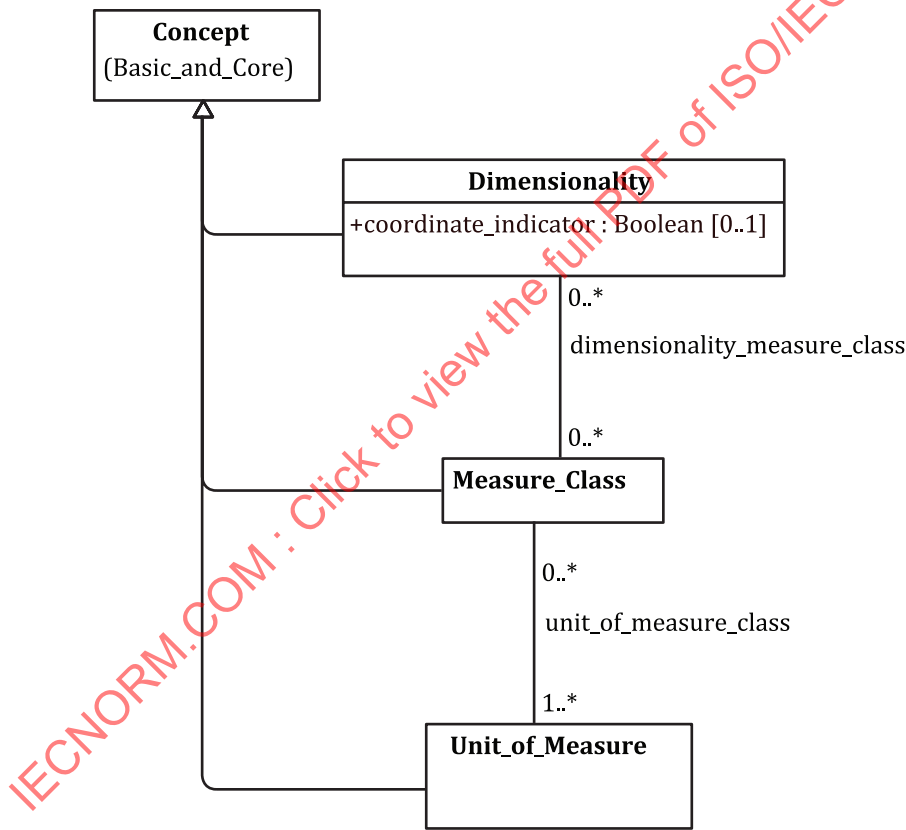 Concept
(Basic_and_Core)
Dimensionality
+coordinate_indicator : Boolean [0..1]
0..*
dimensionality_measure_class
0..*
Measure_Class
0..*
unit_of_measure_class
1..*
Unit_of_Measure
IECNORM.COM : Click to view the full PDF of ISO/IEC